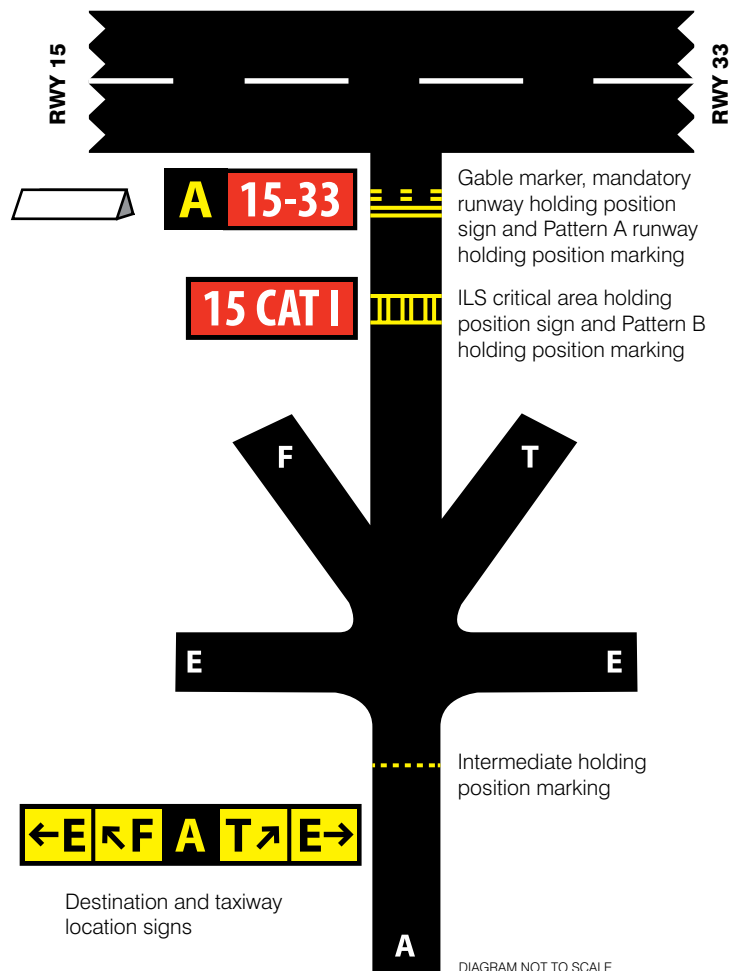 RWY 15
RWY 33
A 15-33
Gable marker, mandatory
runway holding position
sign and Pattern A runway
holding position marking
15 CAT I
ILS critical area holding
position sign and Pattern B
holding position marking
F
T
E
E
Intermediate holding
position marking
←E ↖F A T↗ E→
Destination and taxiway
location signs
A
DIAGRAM NOT TO SCALE